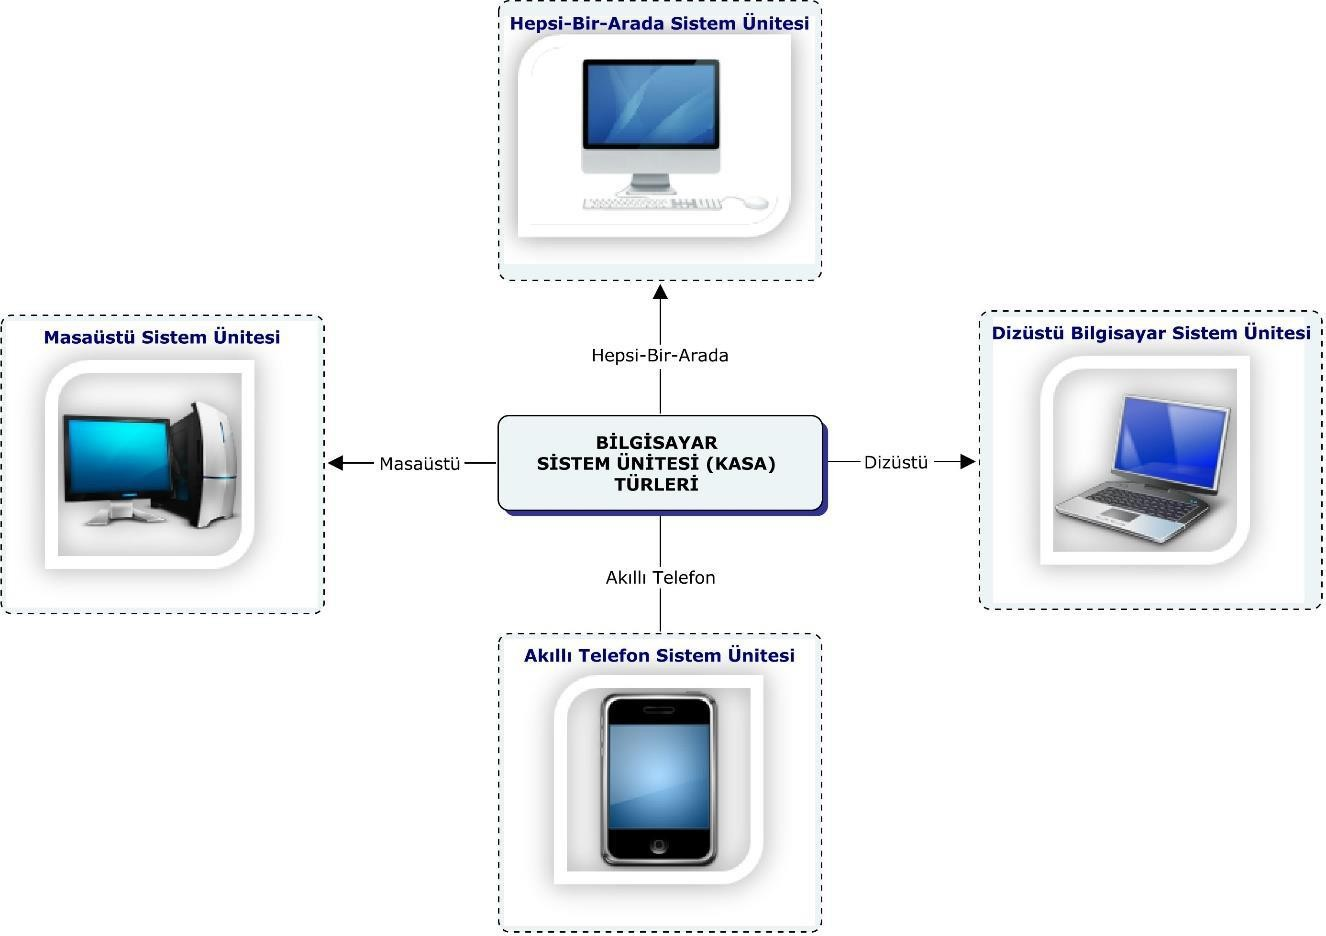 Hepsi-Bir-Arada Sistem Ünitesi
Hepsi-Bir-Arada
Masaüstü Sistem Ünitesi
Masaüstü
BİLGİSAYAR
SİSTEM ÜNİTESİ (KASA)
TÜRLERİ
Dizüstü
Dizüstü Bilgisayar Sistem Ünitesi
Akıllı Telefon
Akıllı Telefon Sistem Ünitesi